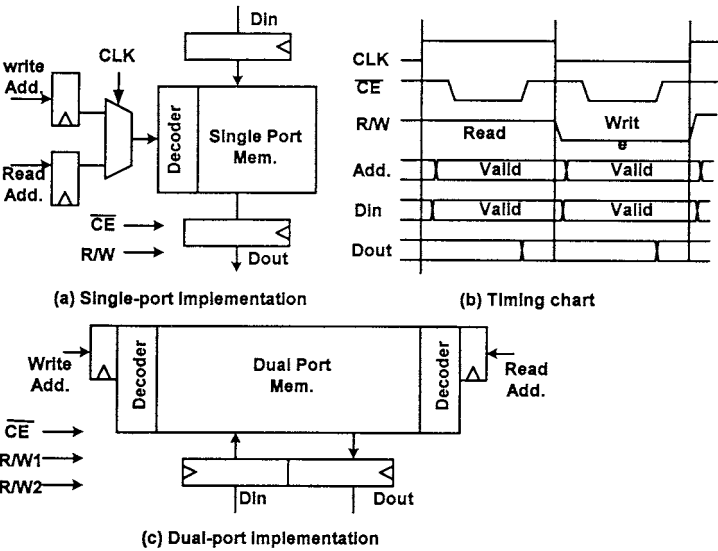 Din
CLK
write
Add.
Decoder
Single Port
Mem.
Read
Add.
CE
R/W
Dout
(a) Single-port Implementation
CLK
CE
R/W
Read
Writ
e
Add.
Valid
Valid
Din
Valid
Valid
Dout
(b) Timing chart
Write
Add.
Decoder
Dual Port
Mem.
Decoder
Read
Add.
CE
R/W1
R/W2
Din
Dout
(c) Dual-port Implementation